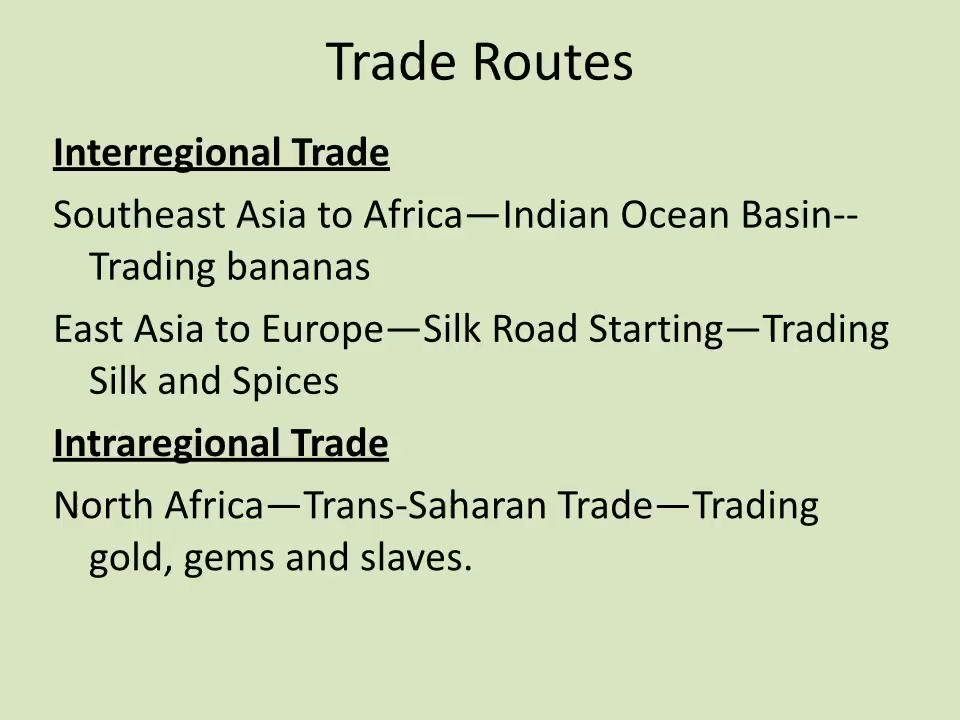 Trade Routes
Interregional Trade
Southeast Asia to Africa—Indian Ocean Basin--
Trading bananas
East Asia to Europe—Silk Road Starting—Trading
Silk and Spices
Intraregional Trade
North Africa—Trans-Saharan Trade—Trading
gold, gems and slaves.